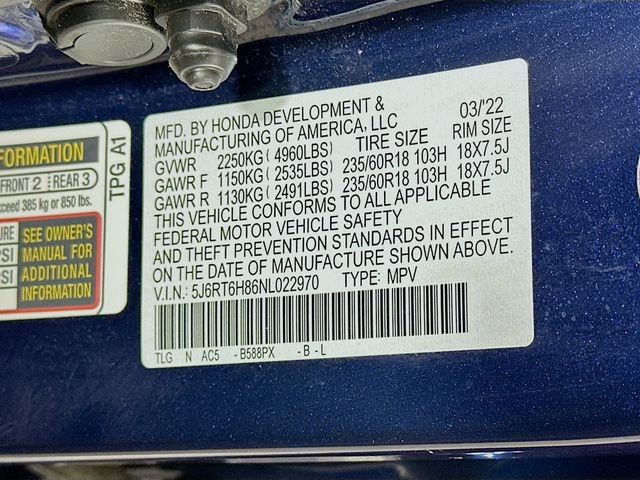 FORMATION
FRONT 2 REAR 3
xceed 385 kg or 850 lbs.
URE
PSI
PSI
SEE OWNER'S
MANUAL FOR
ADDITIONAL
INFORMATION
TPG A1
MFD. BY HONDA DEVELOPMENT & 03/'22
MANUFACTURING OF AMERICA, LLC TIRE SIZE RIM SIZE
GVWR 2250KG ( 4960LBS)
GAWR F 1150KG ( 2535LBS) 235/60R18 103H 18X7.5J
GAWR R 1130KG ( 2491LBS) 235/60R18 103H 18X7.5J
THIS VEHICLE CONFORMS TO ALL APPLICABLE
FEDERAL MOTOR VEHICLE SAFETY
AND THEFT PREVENTION STANDARDS IN EFFECT
ON THE DATE OF MANUFACTURE SHOWN ABOVE.
V.I.N.: 5J6RT6H86NL022970 TYPE: MPV
TLG N AC5 - B588PX - B - L